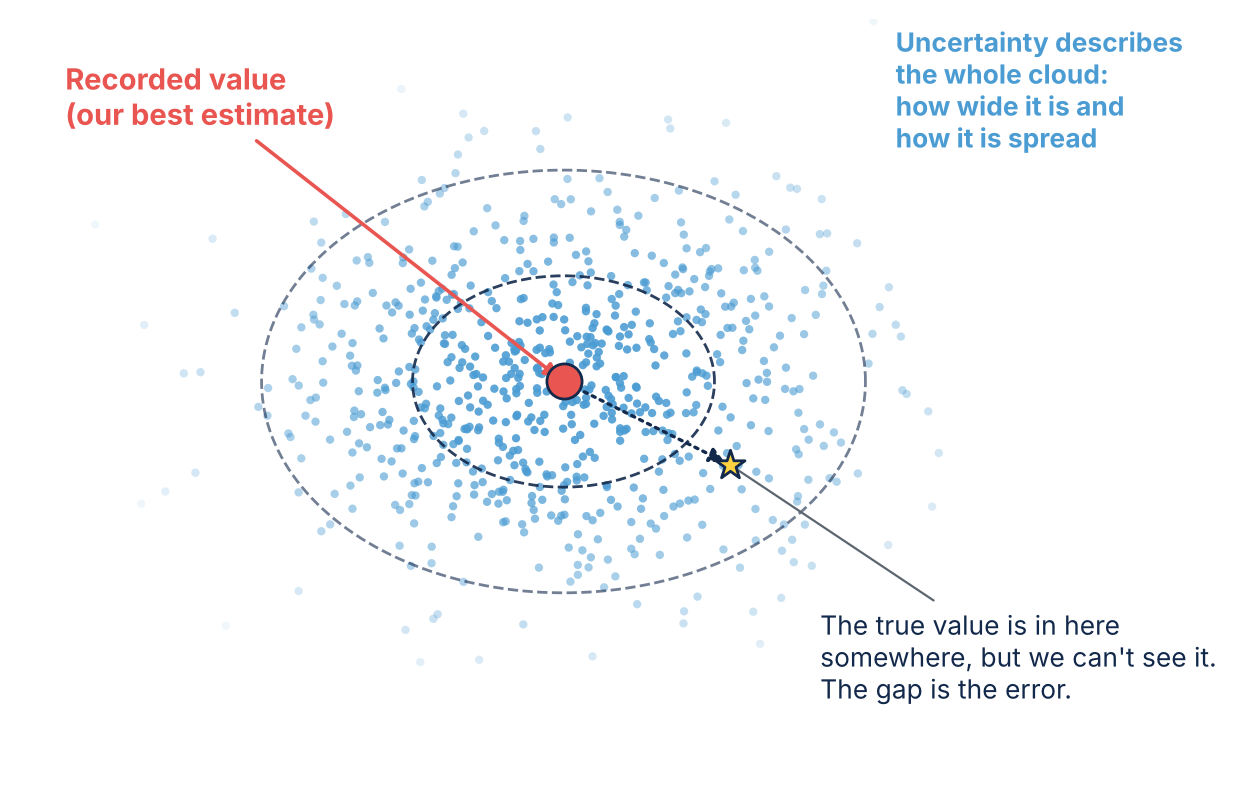 Recorded value
(our best estimate)
Uncertainty describes
the whole cloud:
how wide it is and
how it is spread
The true value is in here
somewhere, but we can't see it.
The gap is the error.